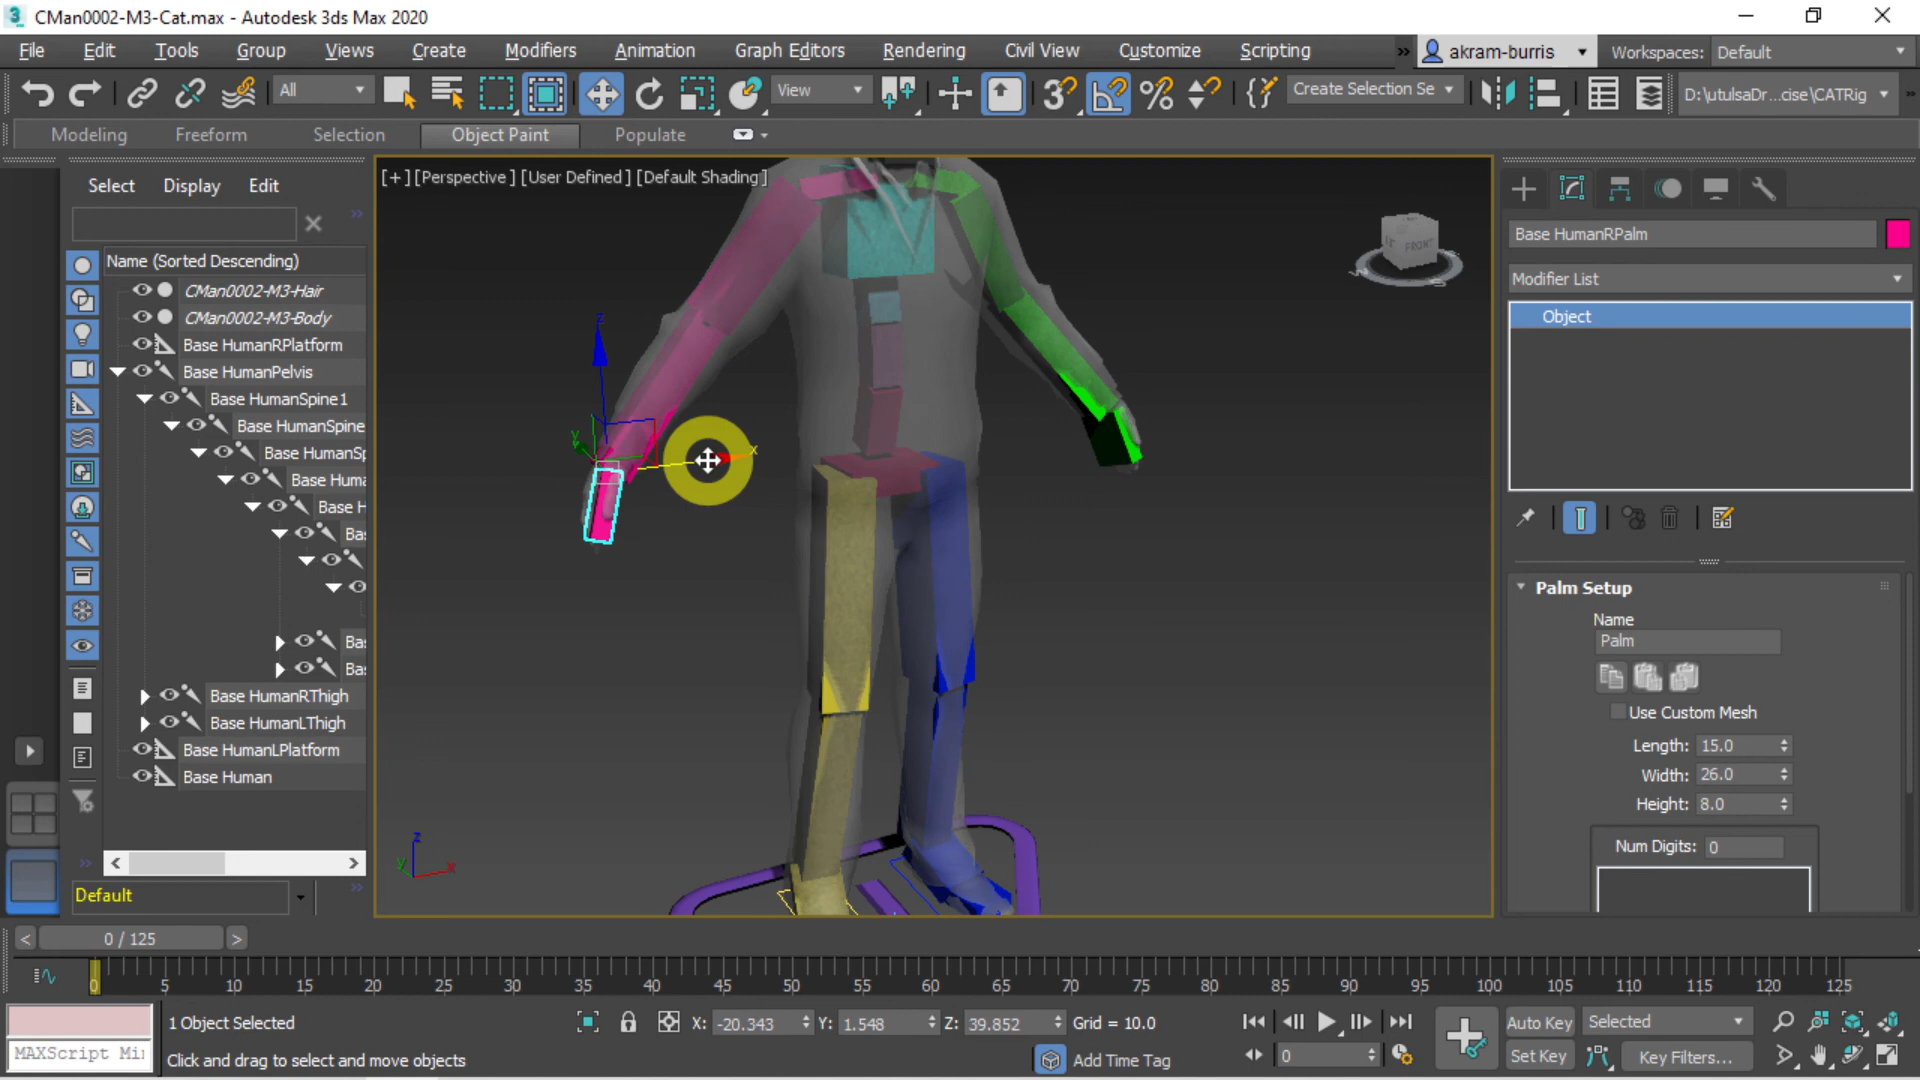 CMan0002-M3-Cat.max - Autodesk 3ds Max 2020
File Edit Tools Group Views Create Modifiers Animation Graph Editors Rendering Civil View Customize Scripting akram-burris Workspaces: Default
All View Create Selection Se D:\utulsaDr...cise\CATRig
Modeling Freeform Selection Object Paint Populate
Select Display Edit
[+][Perspective][User Defined][Default Shading]
FRONT
Base HumanRPalm
Modifier List
Object
Name (Sorted Descending)
CMan0002-M3-Hair
CMan0002-M3-Body
Base HumanRPlatform
Base HumanPelvis
Base HumanSpine1
Base HumanSpine
Base HumanSp
Base Huma
Base H
Bas
Bas
Bas
Base HumanRThigh
Base HumanLThigh
Base HumanLPlatform
Base Human
z
y
x
z
y
x
Palm Setup
Name
Palm
Use Custom Mesh
Length: 15.0
Width: 26.0
Height: 8.0
Num Digits: 0
Default
< 0 / 125 >
0 5 10 15 20 25 30 35 40 45 50 55 60 65 70 75 80 85 90 95 100 105 110 115 120 125
1 Object Selected
X: -20.343 Y: 1.548 Z: 39.852 Grid = 10.0
Auto Key Selected
MAXScript Mi
Click and drag to select and move objects
Add Time Tag
0
Set Key Key Filters...